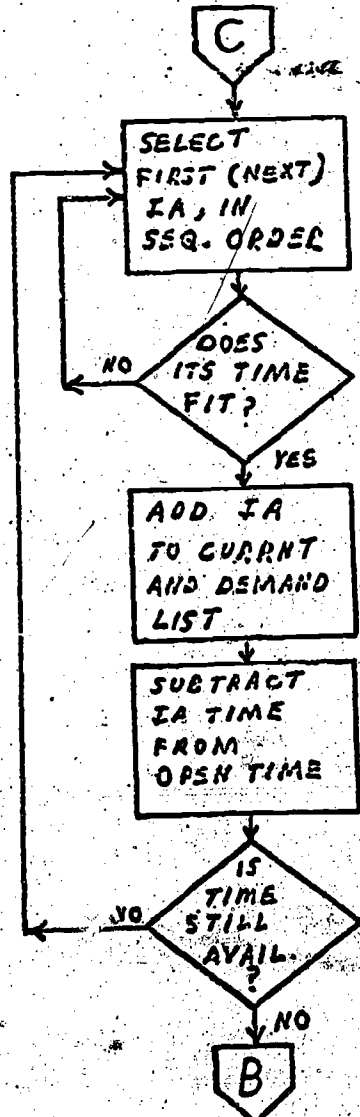 C
SELECT
FIRST (NEXT)
IA, IN
SEQ. ORDER
DOES
ITS TIME
FIT?
NO
YES
ADD IA
TO CURRNT
AND DEMAND
LIST
SUBTRACT
IA TIME
FROM
OPEN TIME
IS
TIME
STILL
AVAIL.
?
NO
NO
B